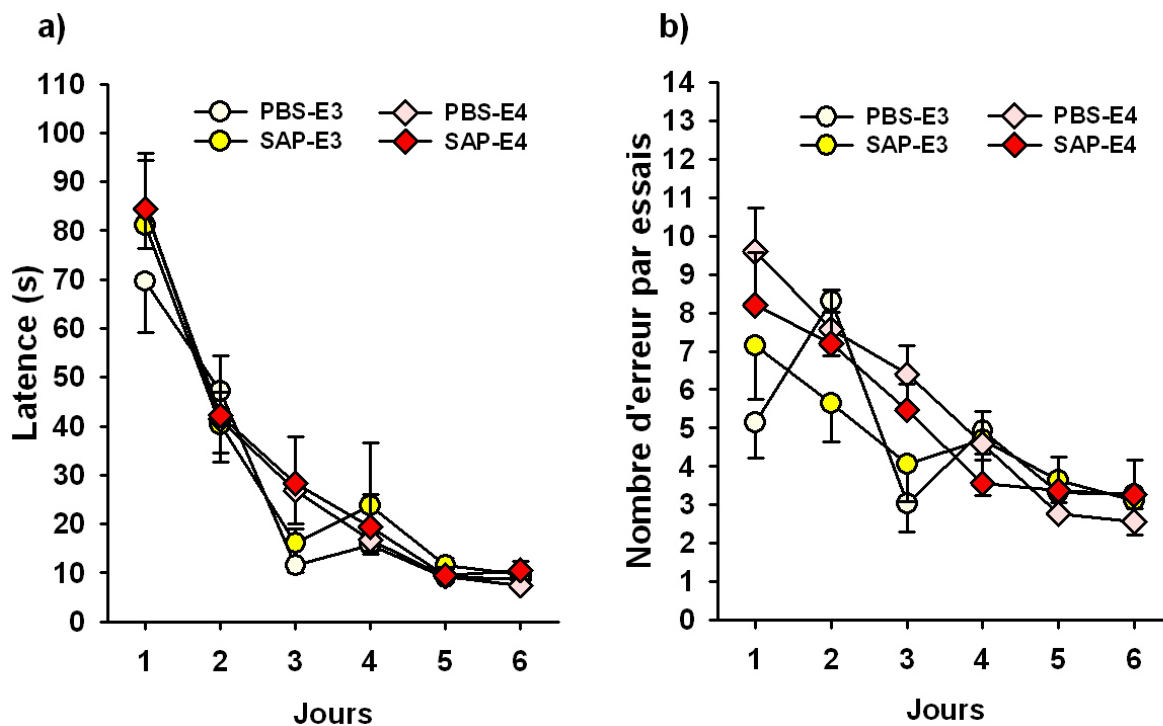 a)
110
100
90
80
70
60
50
40
30
20
10
0
Latence (s)
PBS-E3 PBS-E4
SAP-E3 SAP-E4
1 2 3 4 5 6
Jours
b)
14
13
12
11
10
9
8
7
6
5
4
3
2
1
0
Nombre d'erreur par essais
PBS-E3 PBS-E4
SAP-E3 SAP-E4
1 2 3 4 5 6
Jours